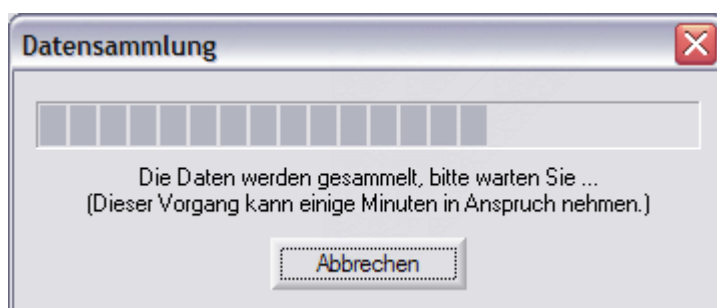 Datensammlung
Die Daten werden gesammelt, bitte warten Sie ...
(Dieser Vorgang kann einige Minuten in Anspruch nehmen.)
Abbrechen